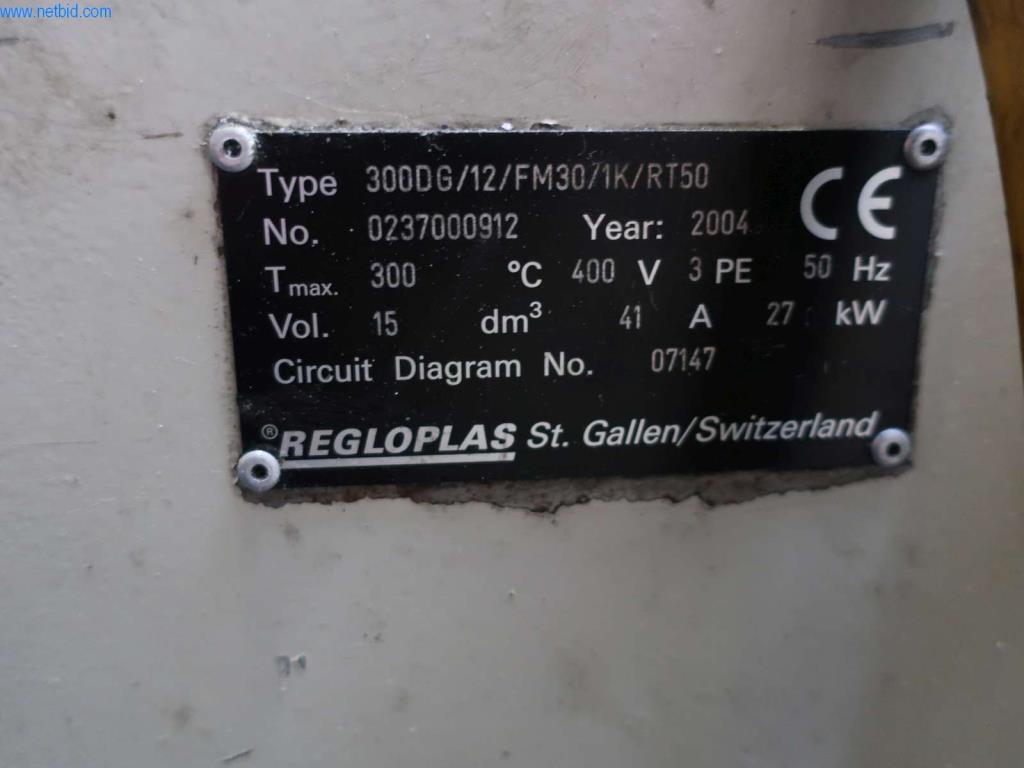 www.netbid.com
Type 300DG/12/FM30/1K/RT50
No. 0237000912 Year: 2004 CE
Tmax. 300 °C 400 V 3 PE 50 Hz
Vol. 15 dm³ 41 A 27 kW
Circuit Diagram No. 07147
®REGLOPLAS St. Gallen/Switzerland